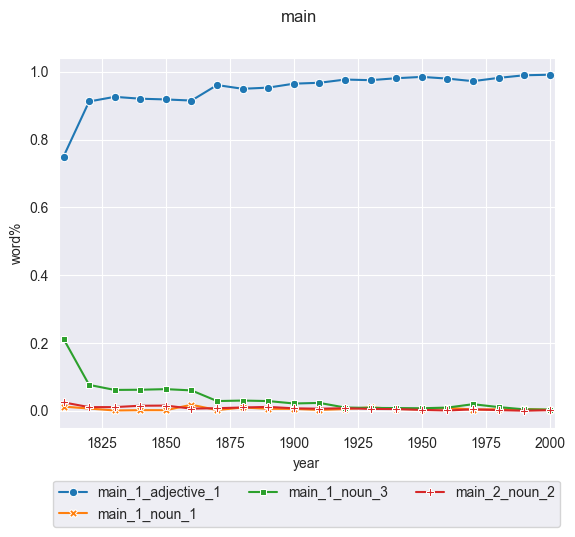 main
1.0
0.8
0.6
0.4
0.2
0.0
word%
1825 1850 1875 1900 1925 1950 1975 2000
year
main_1_adjective_1 main_1_noun_3 main_2_noun_2
main_1_noun_1